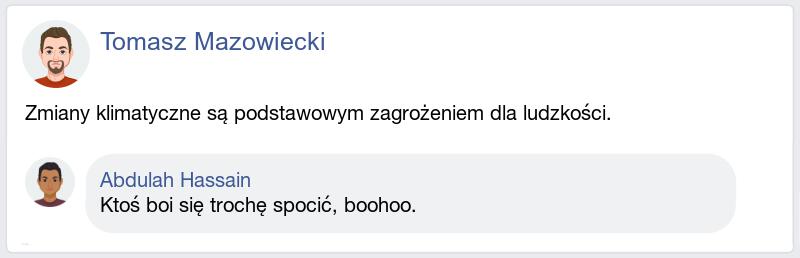 Tomasz Mazowiecki
Zmiany klimatyczne są podstawowym zagrożeniem dla ludzkości.
Abdulah Hassain
Ktoś boi się trochę spocić, boohoo.